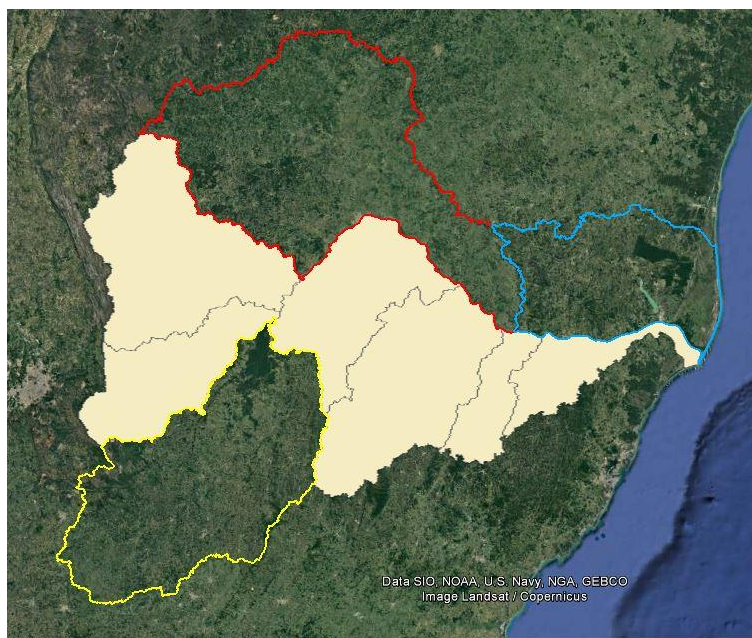 Data SIO, NOAA, U.S. Navy, NGA, GEBCO
Image Landsat / Copernicus